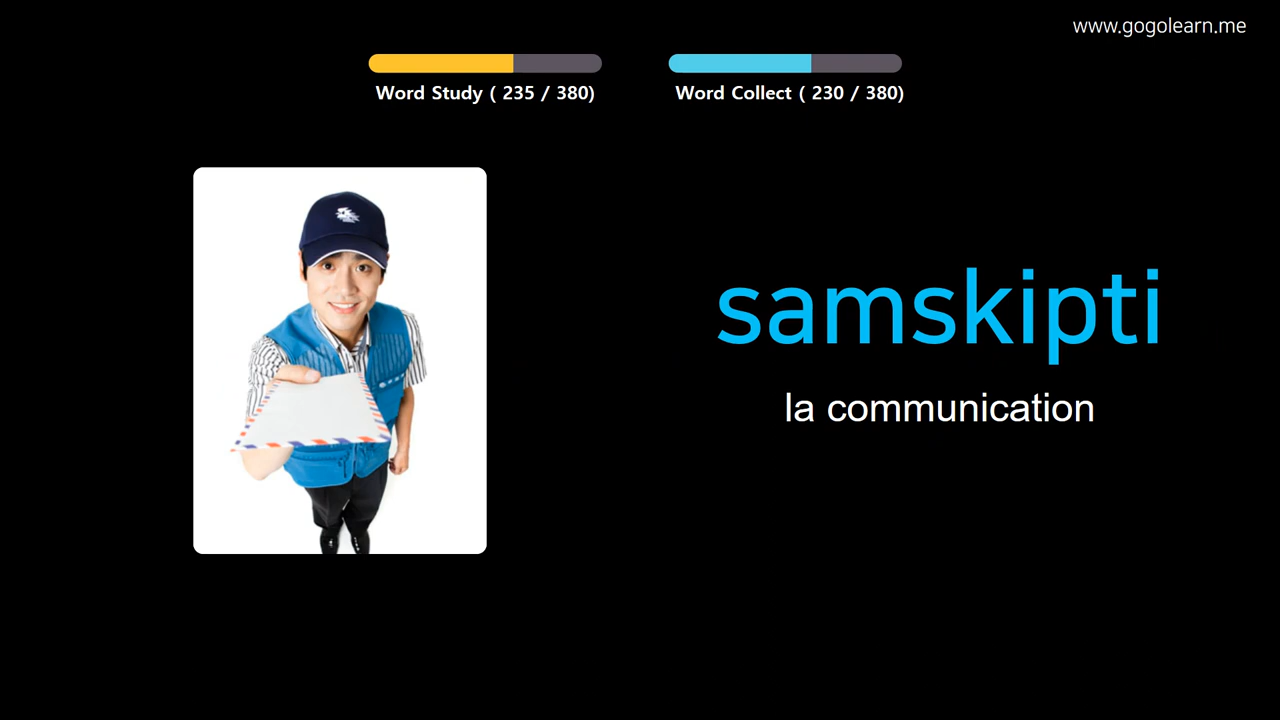 www.gogolearn.me
Word Study ( 235 / 380)
Word Collect ( 230 / 380)
samskipti
la communication